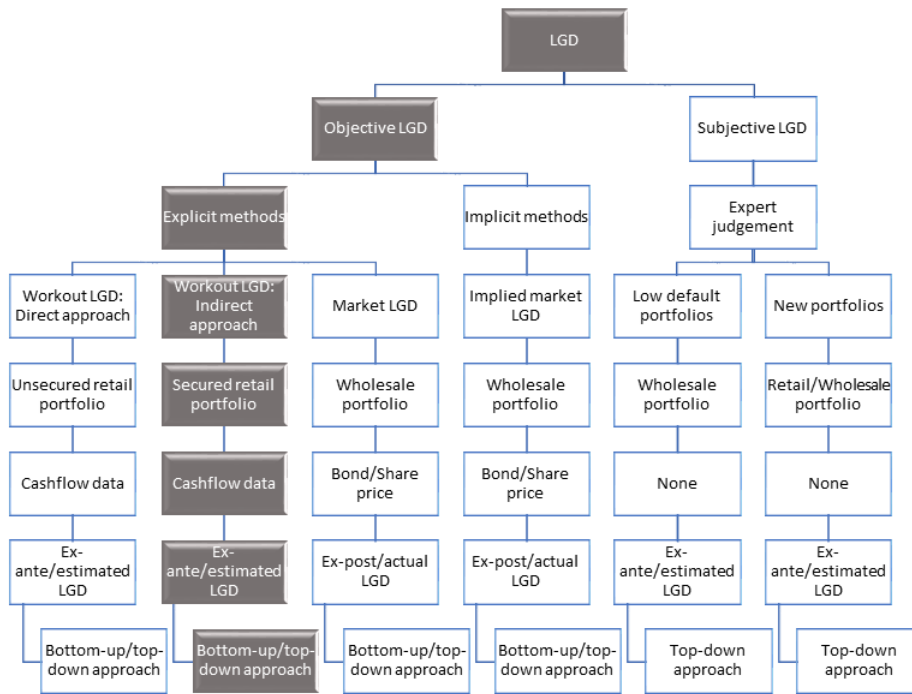 LGD
Objective LGD
Subjective LGD
Explicit methods
Implicit methods
Expert
judgement
Workout LGD:
Direct approach
Workout LGD:
Indirect
approach
Market LGD
Implied market
LGD
Low default
portfolios
New portfolios
Unsecured retail
portfolio
Secured retail
portfolio
Wholesale
portfolio
Wholesale
portfolio
Wholesale
portfolio
Retail/Wholesale
portfolio
Cashflow data
Cashflow data
Bond/Share
price
Bond/Share
price
None
None
Ex-
ante/estimated
LGD
Ex-
ante/estimated
LGD
Ex-post/actual
LGD
Ex-post/actual
LGD
Ex-
ante/estimated
LGD
Ex-
ante/estimated
LGD
Bottom-up/top-
down approach
Bottom-up/top-
down approach
Bottom-up/top-
down approach
Bottom-up/top-
down approach
Top-down
approach
Top-down
approach